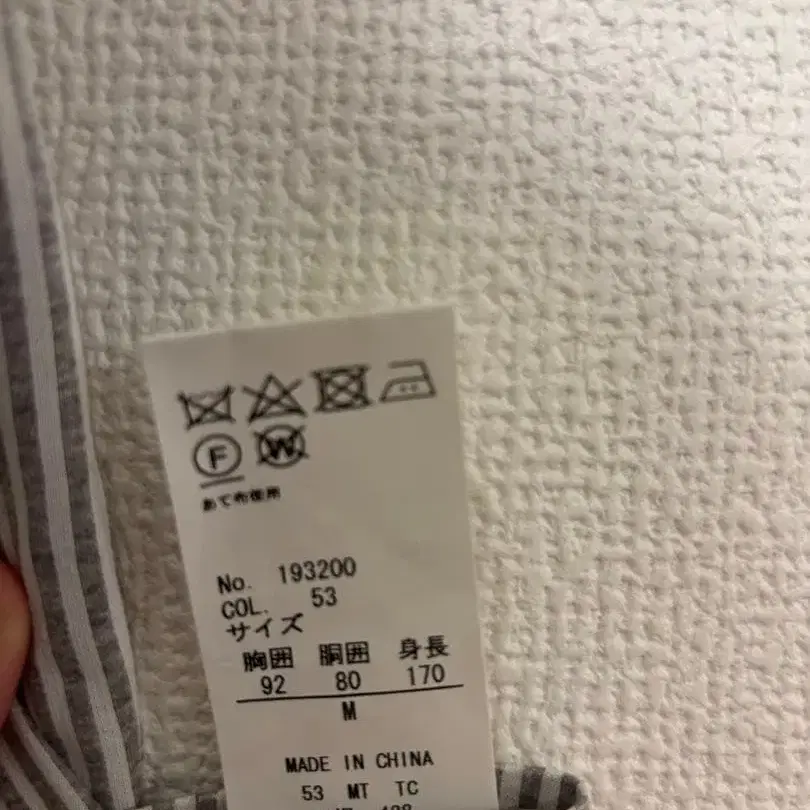 F W
あて布使用
No. 193200
COL. 53
サイズ
胸囲 胴囲 身長
92 80 170
M
MADE IN CHINA
53 MT TC